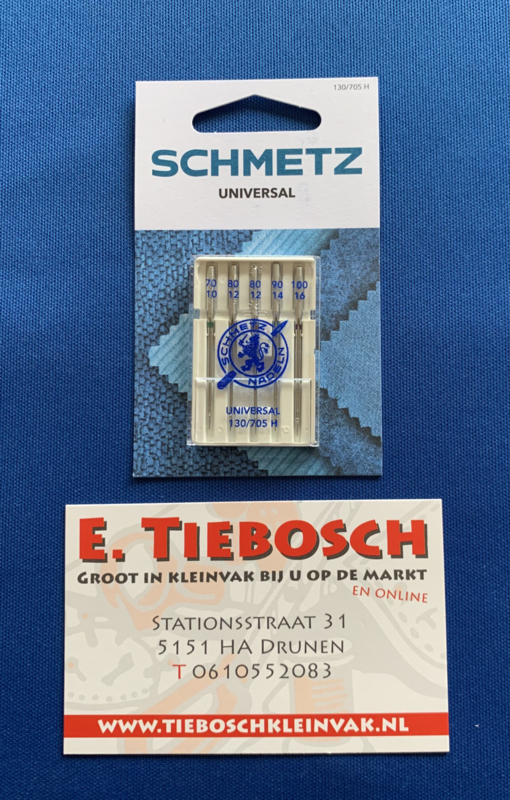 130/705 H
SCHMETZ
UNIVERSAL
70 80 80 90 100
10 12 12 14 16
SCHMETZ
NADELN
UNIVERSAL
130/705 H
E. TIEBOSCH
GROOT IN KLEINVAK BIJ U OP DE MARKT
EN ONLINE
STATIONSSTRAAT 31
5151 HA DRUNEN
T 0610552083
WWW.TIEBOSCHKLEINVAK.NL